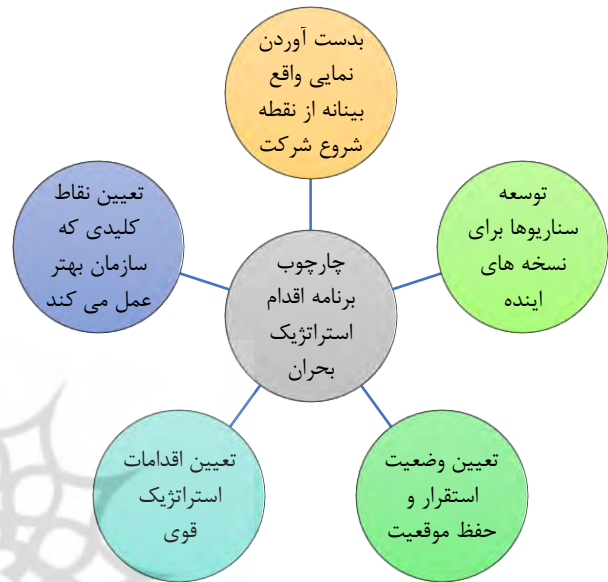 بدست آوردن
نمایی واقع
بینانه از نقطه
شروع شرکت
توسعه
سناریوها برای
نسخه های
اینده
تعیین نقاط
کلیدی که
سازمان بهتر
عمل می کند
چارچوب
برنامه اقدام
استراتژیک
بحران
تعیین وضعیت
استقرار و
حفظ موقعیت
تعیین اقدامات
استراتژیک
قوی